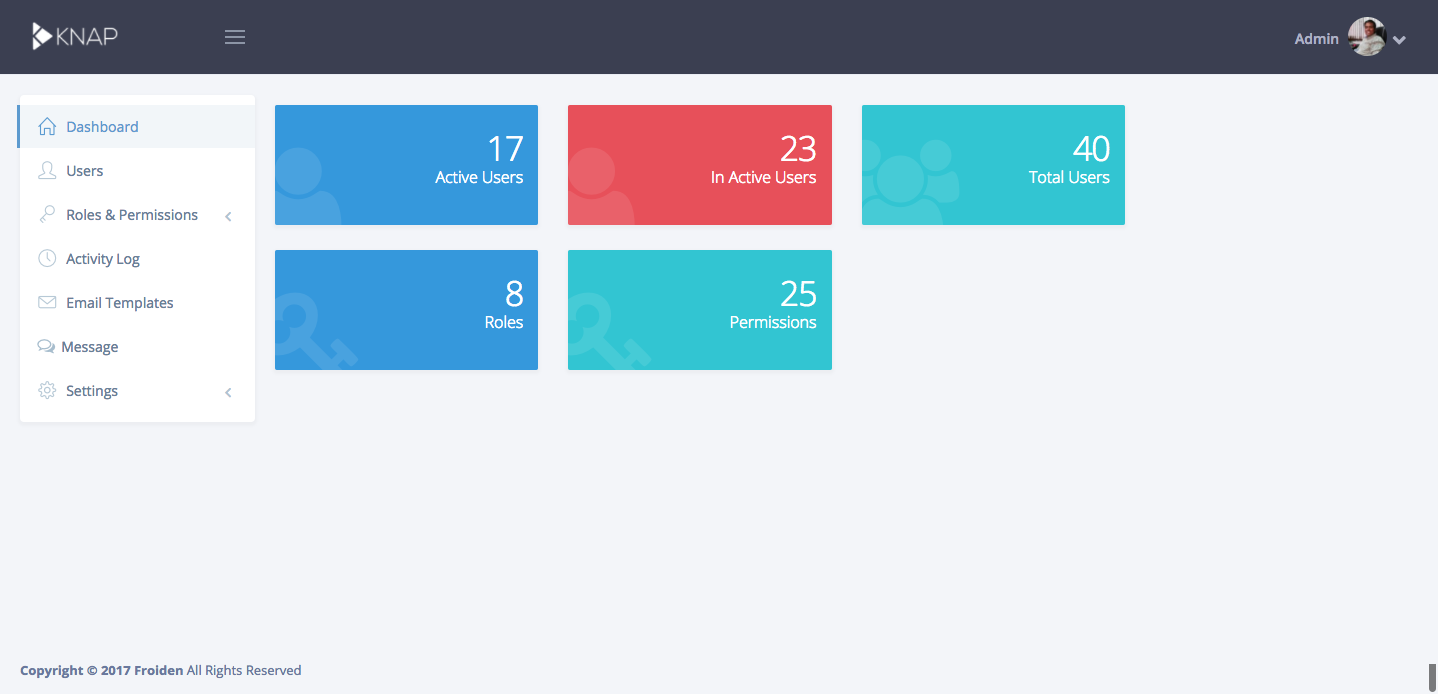 KNAP
Admin
Dashboard
Users
Roles & Permissions
Activity Log
Email Templates
Message
Settings
17
Active Users
23
In Active Users
40
Total Users
8
Roles
25
Permissions
Copyright © 2017 Froiden All Rights Reserved